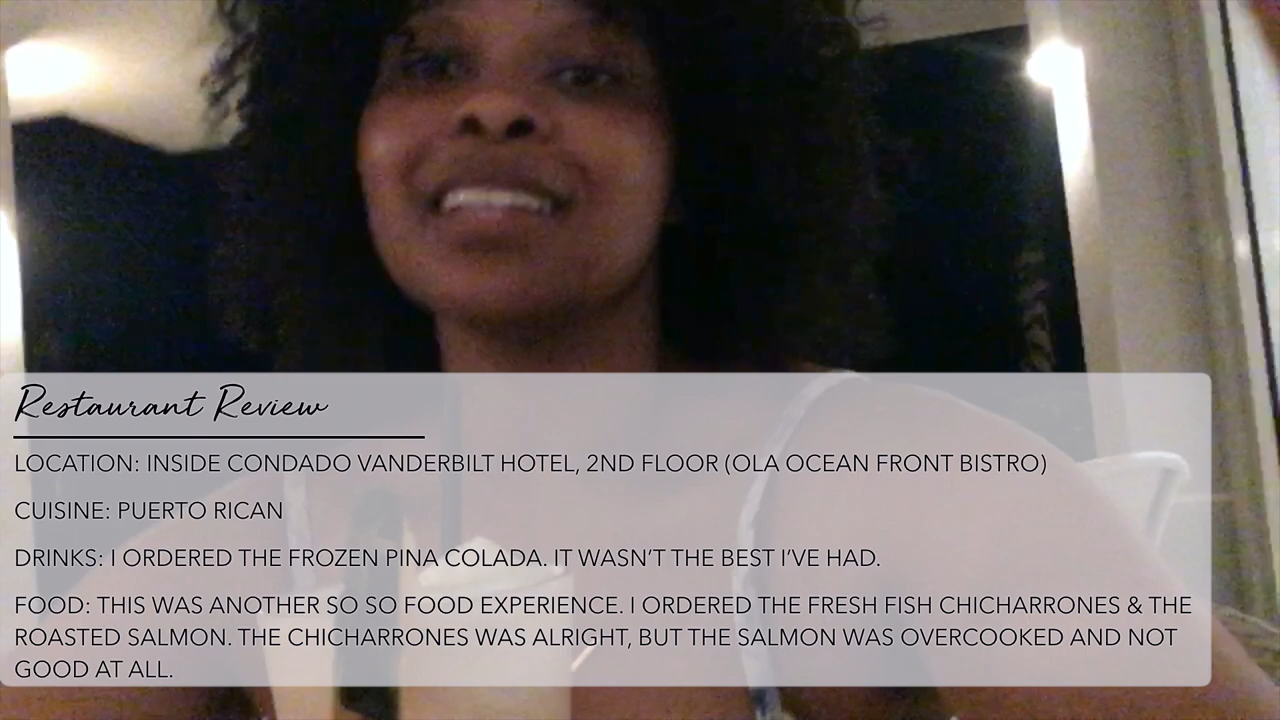 Restaurant Review
LOCATION: INSIDE CONDADO VANDERBILT HOTEL, 2ND FLOOR (OLA OCEAN FRONT BISTRO)
CUISINE: PUERTO RICAN
DRINKS: I ORDERED THE FROZEN PINA COLADA. IT WASN'T THE BEST I'VE HAD.
FOOD: THIS WAS ANOTHER SO SO FOOD EXPERIENCE. I ORDERED THE FRESH FISH CHICHARRONES & THE
ROASTED SALMON. THE CHICHARRONES WAS ALRIGHT, BUT THE SALMON WAS OVERCOOKED AND NOT
GOOD AT ALL.